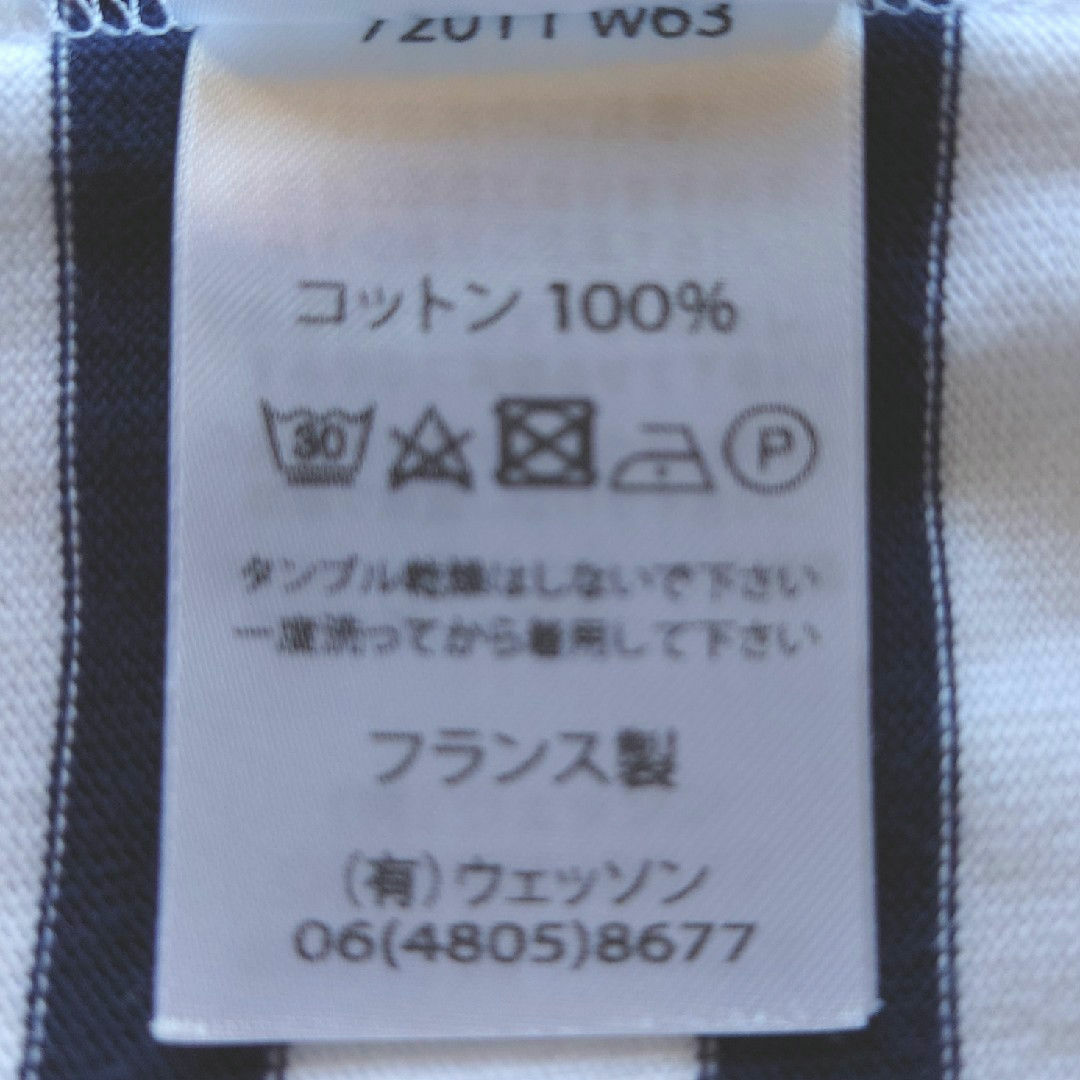 72011 W63
コットン 100%
30 P
タンブル乾燥はしないで下さい
一度洗ってから着用して下さい
フランス製
(有)ウェッソン
06(4805)8677